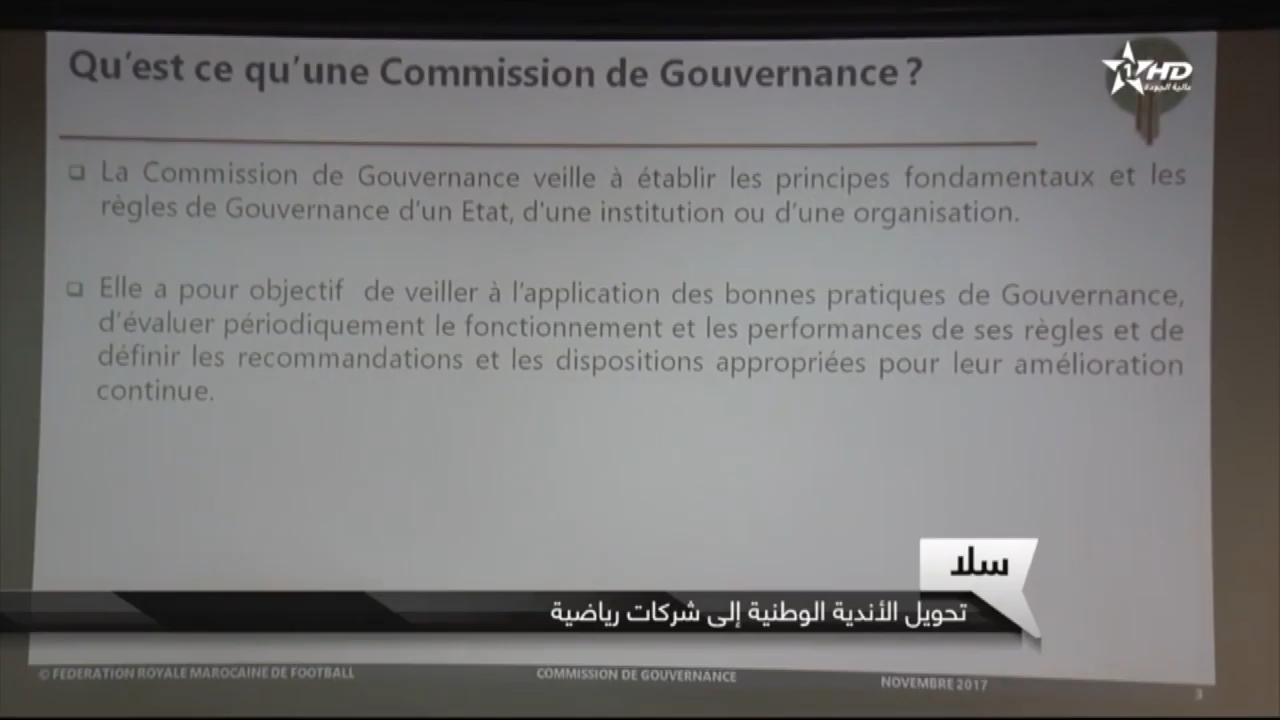 Qu'est ce qu'une Commission de Gouvernance ?
HD
عالية الجودة
❑ La Commission de Gouvernance veille à établir les principes fondamentaux et les
règles de Gouvernance d'un Etat, d'une institution ou d'une organisation.
❑ Elle a pour objectif de veiller à l'application des bonnes pratiques de Gouvernance,
d'évaluer périodiquement le fonctionnement et les performances de ses règles et de
définir les recommandations et les dispositions appropriées pour leur amélioration
continue.
سلا
تحويل الأندية الوطنية إلى شركات رياضية
© FEDERATION ROYALE MAROCAINE DE FOOTBALL
COMMISSION DE GOUVERNANCE
NOVEMBRE 2017
3